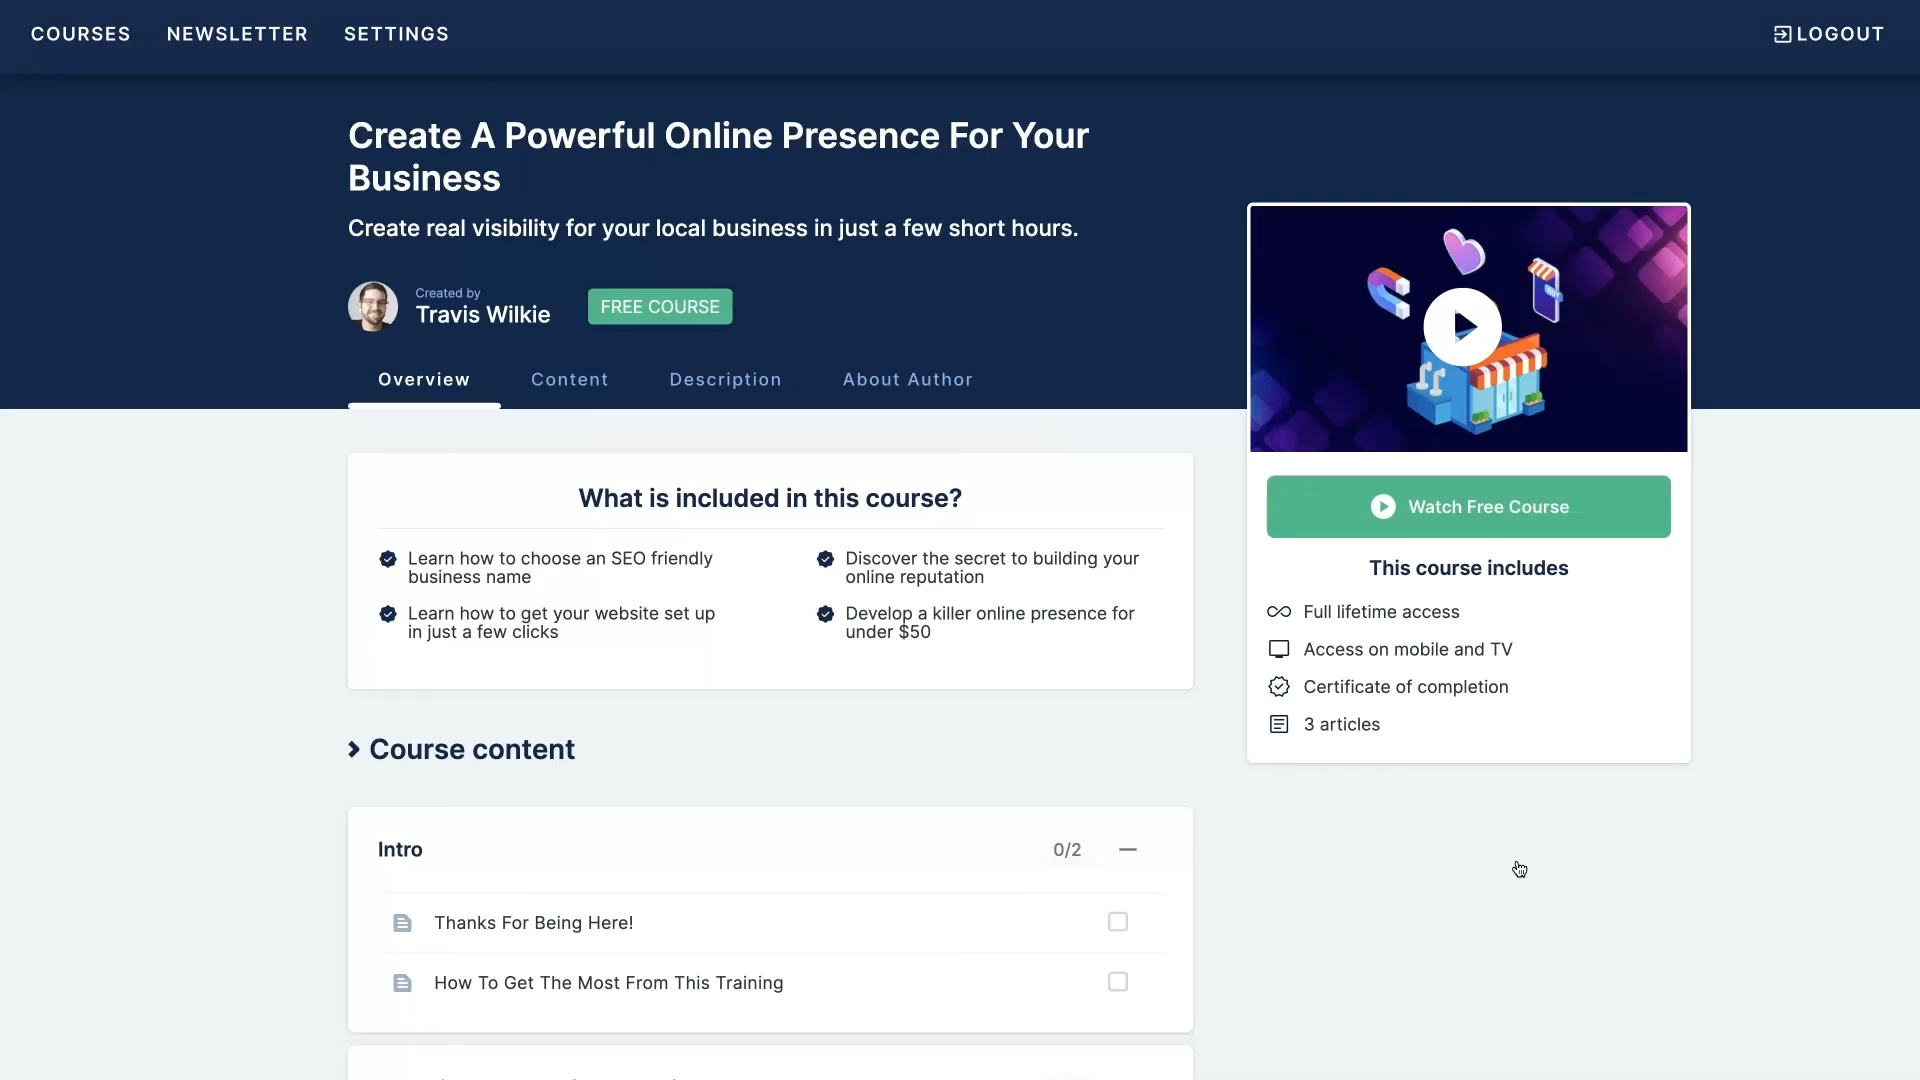 COURSES NEWSLETTER SETTINGS LOGOUT
Create A Powerful Online Presence For Your
Business
Create real visibility for your local business in just a few short hours.
Created by
Travis Wilkie
FREE COURSE
Overview Content Description About Author
BUY
Watch Free Course
This course includes
Full lifetime access
Access on mobile and TV
Certificate of completion
3 articles
What is included in this course?
Learn how to choose an SEO friendly
business name
Discover the secret to building your
online reputation
Learn how to get your website set up
in just a few clicks
Develop a killer online presence for
under $50
Course content
Intro 0/2
Thanks For Being Here!
How To Get The Most From This Training